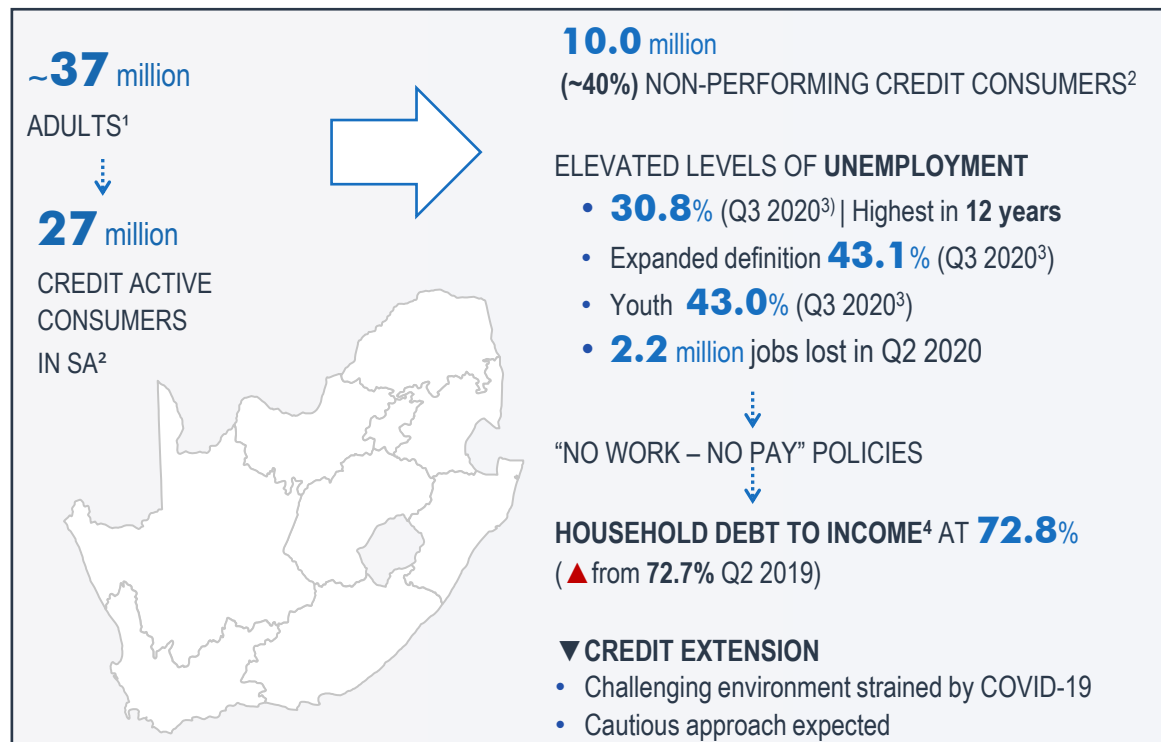 ~37 million
ADULTS¹
27 million
CREDIT ACTIVE
CONSUMERS
IN SA²
10.0 million
(~40%) NON-PERFORMING CREDIT CONSUMERS²
ELEVATED LEVELS OF UNEMPLOYMENT
• 30.8% (Q3 2020³⁾ | Highest in 12 years
• Expanded definition 43.1% (Q3 2020³)
• Youth 43.0% (Q3 2020³)
• 2.2 million jobs lost in Q2 2020
“NO WORK – NO PAY” POLICIES
HOUSEHOLD DEBT TO INCOME⁴ AT 72.8%
(▲from 72.7% Q2 2019)
▼CREDIT EXTENSION
• Challenging environment strained by COVID-19
• Cautious approach expected